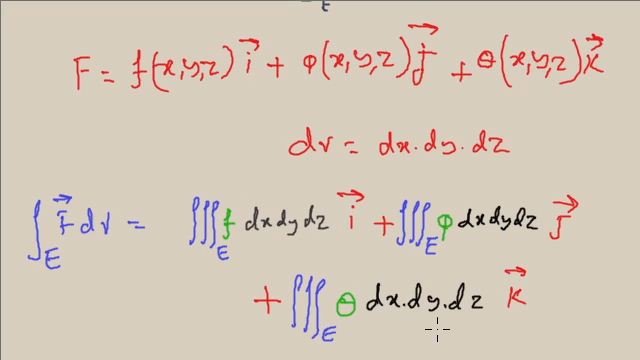 E
F = f(x,y,z) i⃗ + φ(x,y,z) j⃗ + θ(x,y,z) k⃗
dv = dx.dy.dz
∫_E F⃗ dv = ∭_E f dxdydz i⃗ + ∭_E φ dxdydz j⃗
+ ∭_E θ dx.dy.dz k⃗